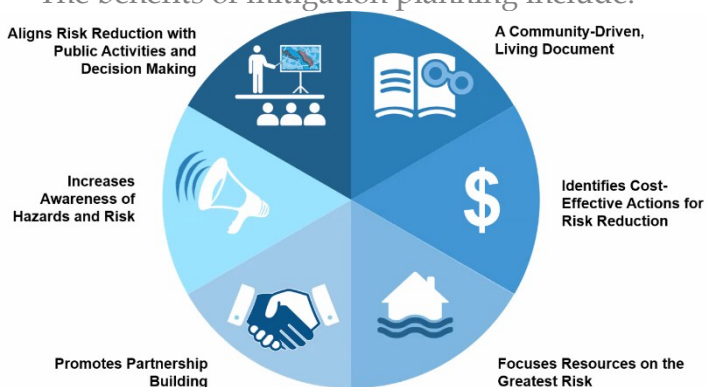 The benefits of mitigation planning include:
Aligns Risk Reduction with
Public Activities and
Decision Making
A Community-Driven,
Living Document
Increases
Awareness of
Hazards and Risk
$
Identifies Cost-
Effective Actions for
Risk Reduction
Promotes Partnership
Building
Focuses Resources on the
Greatest Risk